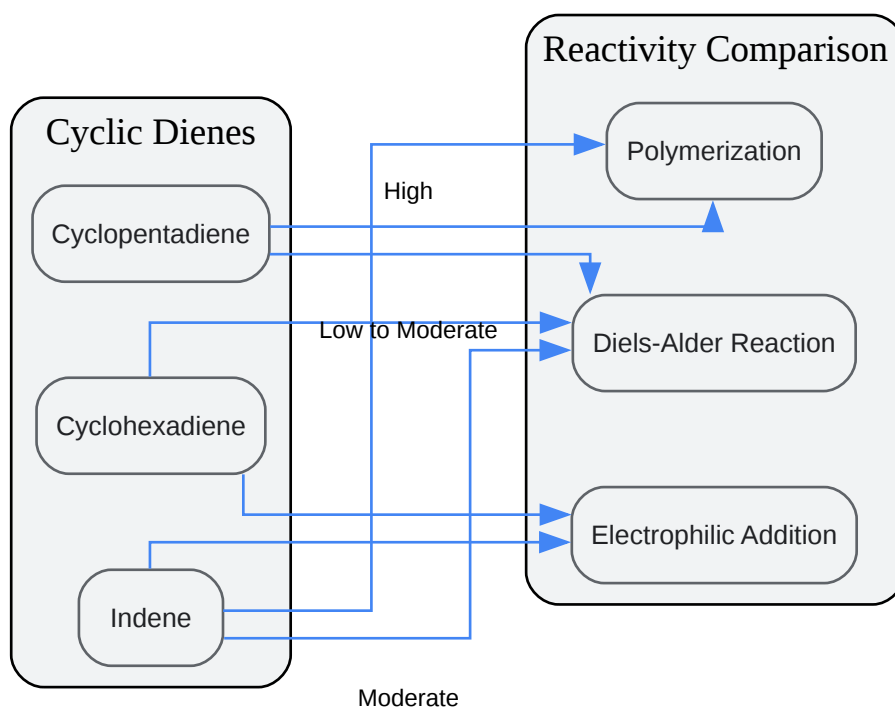 Reactivity Comparison
Cyclic Dienes
Polymerization
High
Cyclopentadiene
Low to Moderate
Diels-Alder Reaction
Cyclohexadiene
Electrophilic Addition
Indene
Moderate